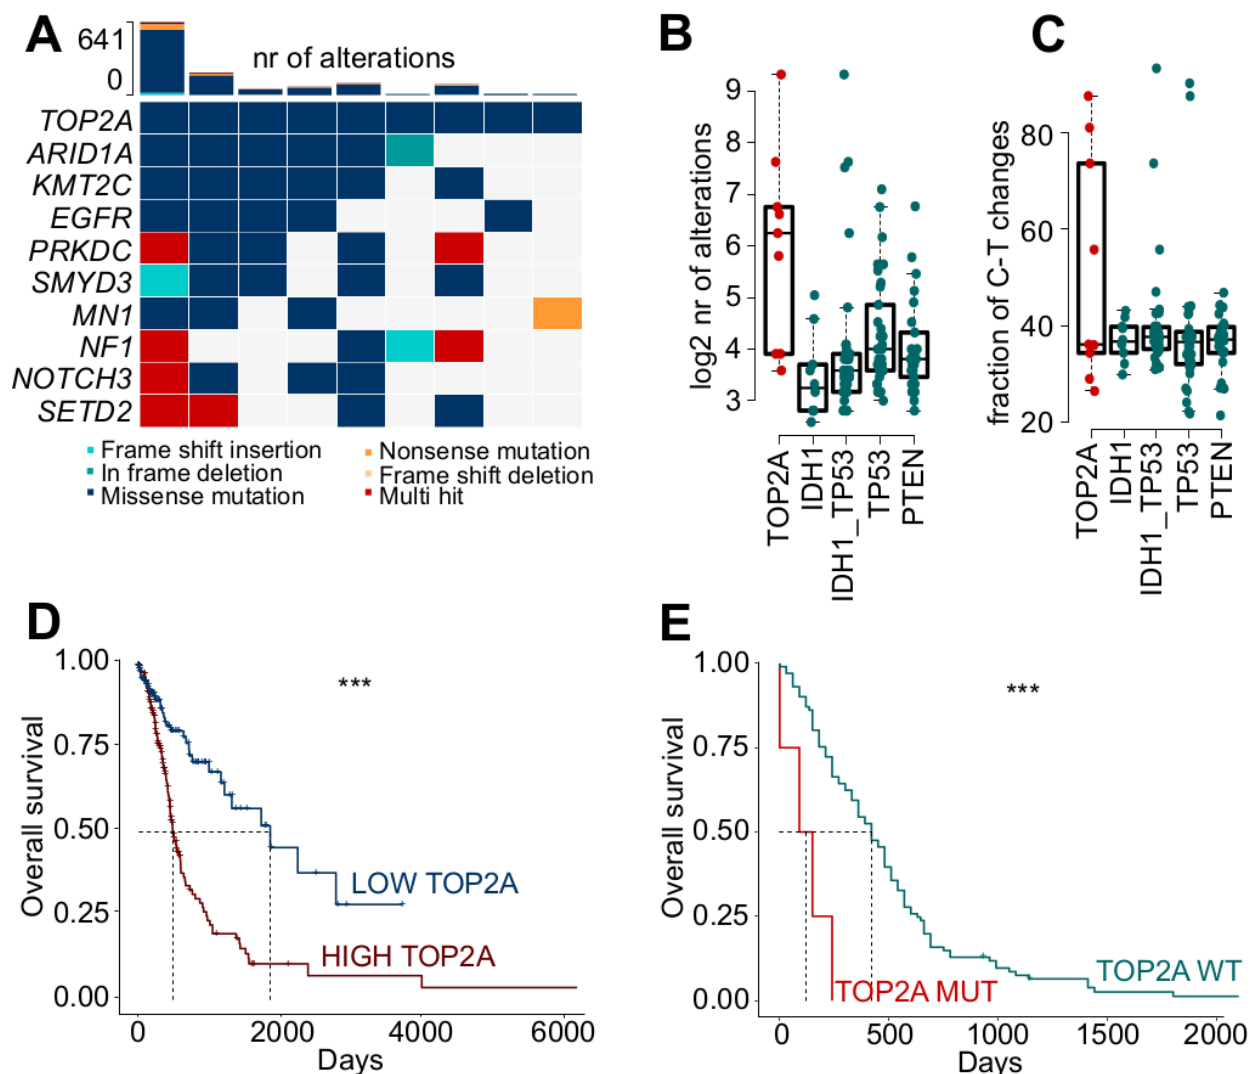 A
641
0
nr of alterations
TOP2A
ARID1A
KMT2C
EGFR
PRKDC
SMYD3
MN1
NF1
NOTCH3
SETD2
Frame shift insertion
In frame deletion
Missense mutation
Nonsense mutation
Frame shift deletion
Multi hit
B
log2 nr of alterations
9
8
7
6
5
4
3
TOP2A
IDH1
IDH1_TP53
TP53
PTEN
C
fraction of C-T changes
80
60
40
20
TOP2A
IDH1
IDH1_TP53
TP53
PTEN
D
Overall survival
1.00
0.75
0.50
0.25
0.00
***
LOW TOP2A
HIGH TOP2A
0
2000
4000
6000
Days
E
Overall survival
1.00
0.75
0.50
0.25
0.00
***
TOP2A WT
TOP2A MUT
0
500
1000
1500
2000
Days